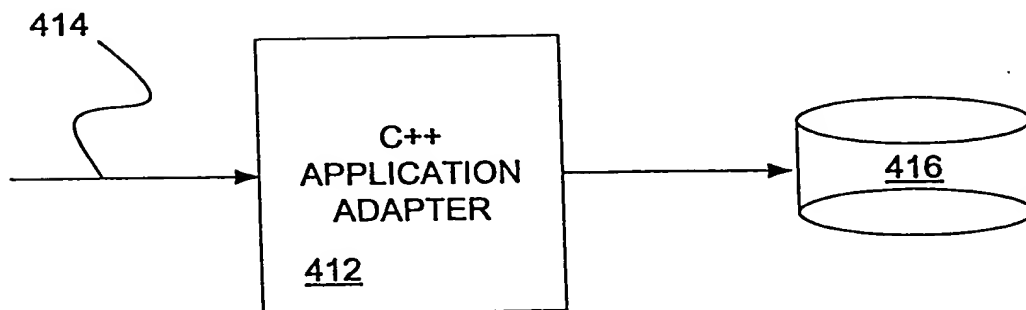 414
C++
APPLICATION
ADAPTER
412
416